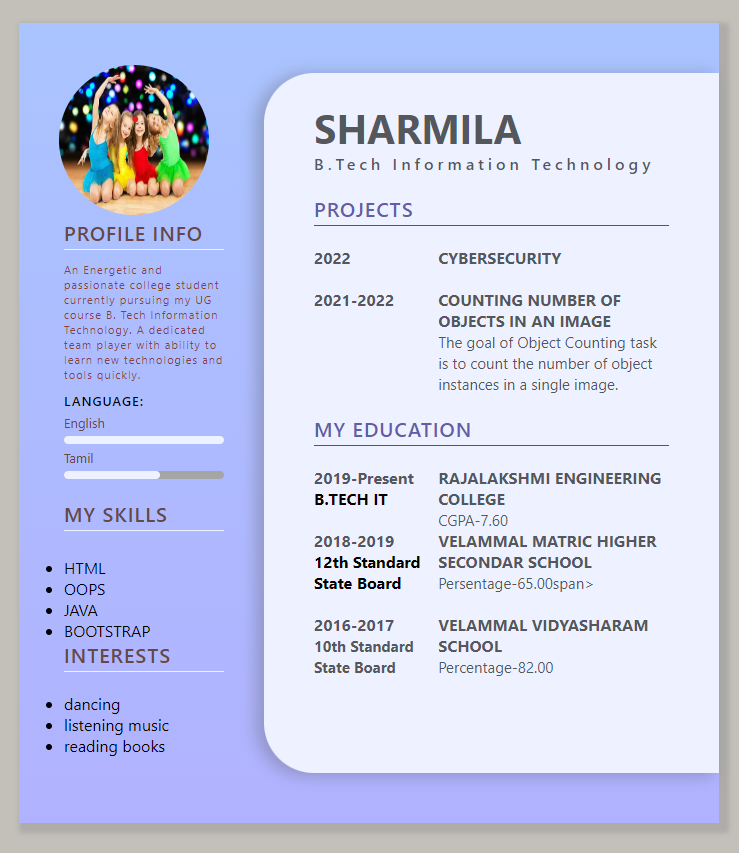 PROFILE INFO
An Energetic and
passionate college student
currently pursuing my UG
course B. Tech Information
Technology. A dedicated
team player with ability to
learn new technologies and
tools quickly.
LANGUAGE:
English
Tamil
MY SKILLS
HTML
OOPS
JAVA
BOOTSTRAP
INTERESTS
dancing
listening music
reading books
SHARMILA
B.Tech Information Technology
PROJECTS
2022 CYBERSECURITY
2021-2022 COUNTING NUMBER OF
OBJECTS IN AN IMAGE
The goal of Object Counting task
is to count the number of object
instances in a single image.
MY EDUCATION
2019-Present RAJALAKSHMI ENGINEERING
B.TECH IT COLLEGE
CGPA-7.60
2018-2019 VELAMMAL MATRIC HIGHER
12th Standard SECONDAR SCHOOL
State Board Persentage-65.00span>
2016-2017 VELAMMAL VIDYASHARAM
10th Standard SCHOOL
State Board Percentage-82.00